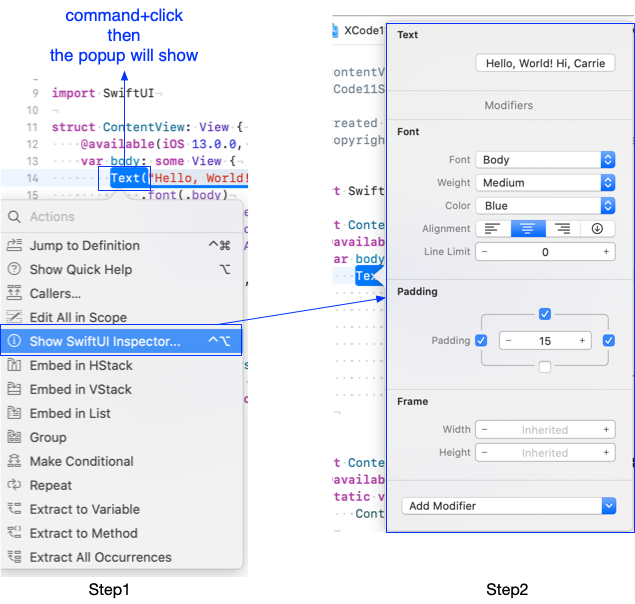 command+click
then
the popup will show
9 import SwiftUI
10
11 struct ContentView: View {
12 @available(iOS 13.0.0,
13 var body: some View {
14 Text("Hello, World!
15 .font(.body)
Actions
Jump to Definition ^⌘
Show Quick Help ⌥
Callers...
Edit All in Scope
Show SwiftUI Inspector... ^⌥
Embed in HStack
Embed in VStack
Embed in List
Group
Make Conditional
Repeat
Extract to Variable
Extract to Method
Extract All Occurrences
Step1
XCode11
ontentV
Code11S
reated
opyrigh
t Swif
t Conte
availab
ar body
Tex
t Conte
availab
tatic v
Cont
Text
Hello, World! Hi, Carrie
Modifiers
Font
Font Body
Weight Medium
Color Blue
Alignment
Line Limit − 0 +
Padding
Padding − 15 +
Frame
Width − Inherited +
Height − Inherited +
Add Modifier
Step2